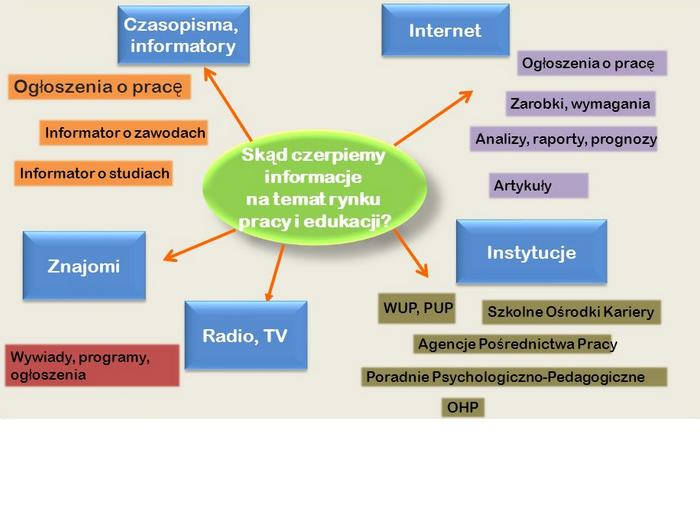 Czasopisma,
informatory
Internet
Ogłoszenia o pracę
Ogłoszenia o pracę
Zarobki, wymagania
Informator o zawodach
Analizy, raporty, prognozy
Informator o studiach
Artykuły
Skąd czerpiemy
informacje
na temat rynku
pracy i edukacji?
Znajomi
Instytucje
Radio, TV
WUP, PUP
Szkolne Ośrodki Kariery
Agencje Pośrednictwa Pracy
Wywiady, programy,
ogłoszenia
Poradnie Psychologiczno-Pedagogiczne
OHP